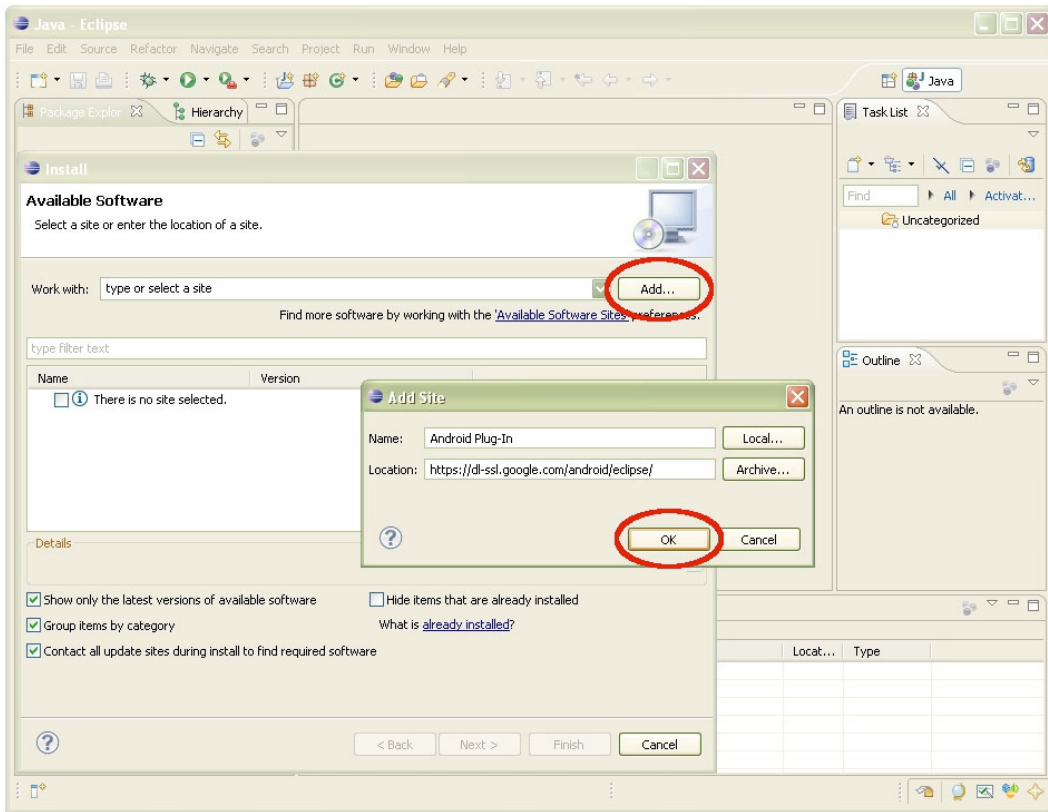 Java - Eclipse
File Edit Source Refactor Navigate Search Project Run Window Help
Java
Package Explor
Hierarchy
Task List
Find
All
Activat...
Uncategorized
Install
Available Software
Select a site or enter the location of a site.
Work with: type or select a site
Add...
Find more software by working with the 'Available Software Sites' preferences.
type filter text
Name Version
There is no site selected.
Outline
An outline is not available.
Add Site
Name: Android Plug-In Local...
Location: https://dl-ssl.google.com/android/eclipse/ Archive...
OK Cancel
Details
Show only the latest versions of available software
Hide items that are already installed
Group items by category
What is already installed?
Contact all update sites during install to find required software
Locat... Type
< Back Next > Finish Cancel